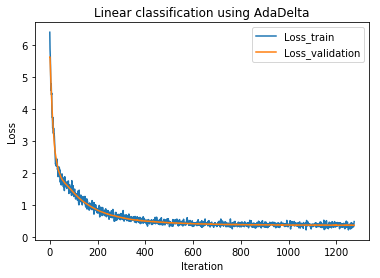 Linear classification using AdaDelta
Loss_train
Loss_validation
Loss
6
5
4
3
2
1
0
0 200 400 600 800 1000 1200
Iteration